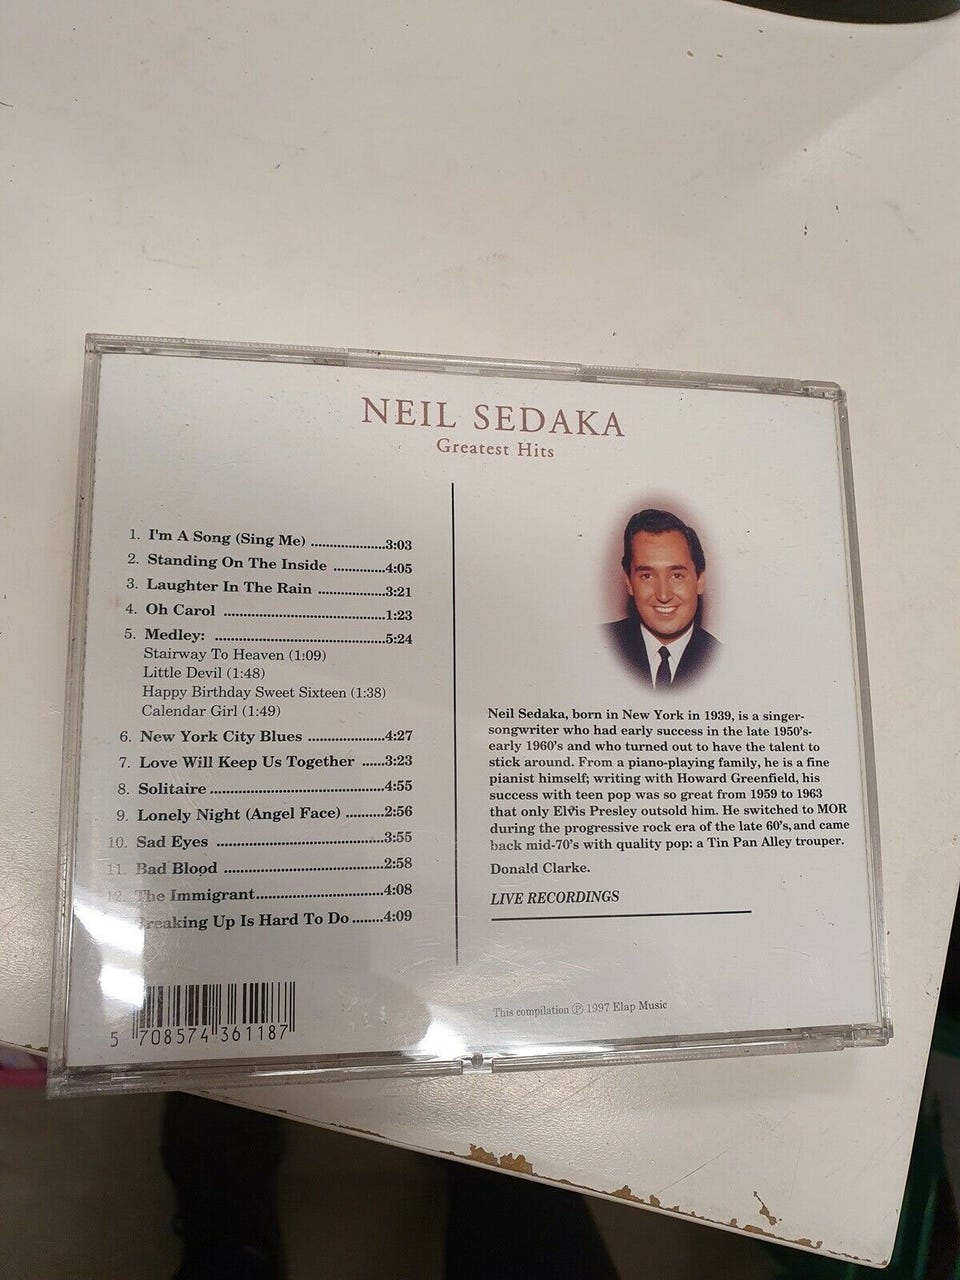 NEIL SEDAKA
Greatest Hits
1. I'm A Song (Sing Me) ......................3:03
2. Standing On The Inside ...............4:05
3. Laughter In The Rain ....................3:21
4. Oh Carol ................................................1:23
5. Medley: ..................................................5:24
Stairway To Heaven (1:09)
Little Devil (1:48)
Happy Birthday Sweet Sixteen (1:38)
Calendar Girl (1:49)
6. New York City Blues ......................4:27
7. Love Will Keep Us Together ......3:23
8. Solitaire ..................................................4:55
9. Lonely Night (Angel Face) ...........2:56
10. Sad Eyes ................................................3:55
11. Bad Blood ..............................................2:58
12. The Immigrant.....................................4:08
Breaking Up Is Hard To Do ........4:09
5 708574 361187
Neil Sedaka, born in New York in 1939, is a singer-
songwriter who had early success in the late 1950's-
early 1960's and who turned out to have the talent to
stick around. From a piano-playing family, he is a fine
pianist himself; writing with Howard Greenfield, his
success with teen pop was so great from 1959 to 1963
that only Elvis Presley outsold him. He switched to MOR
during the progressive rock era of the late 60's, and came
back mid-70's with quality pop: a Tin Pan Alley trouper.
Donald Clarke.
LIVE RECORDINGS
This compilation Ⓟ 1997 Elap Music